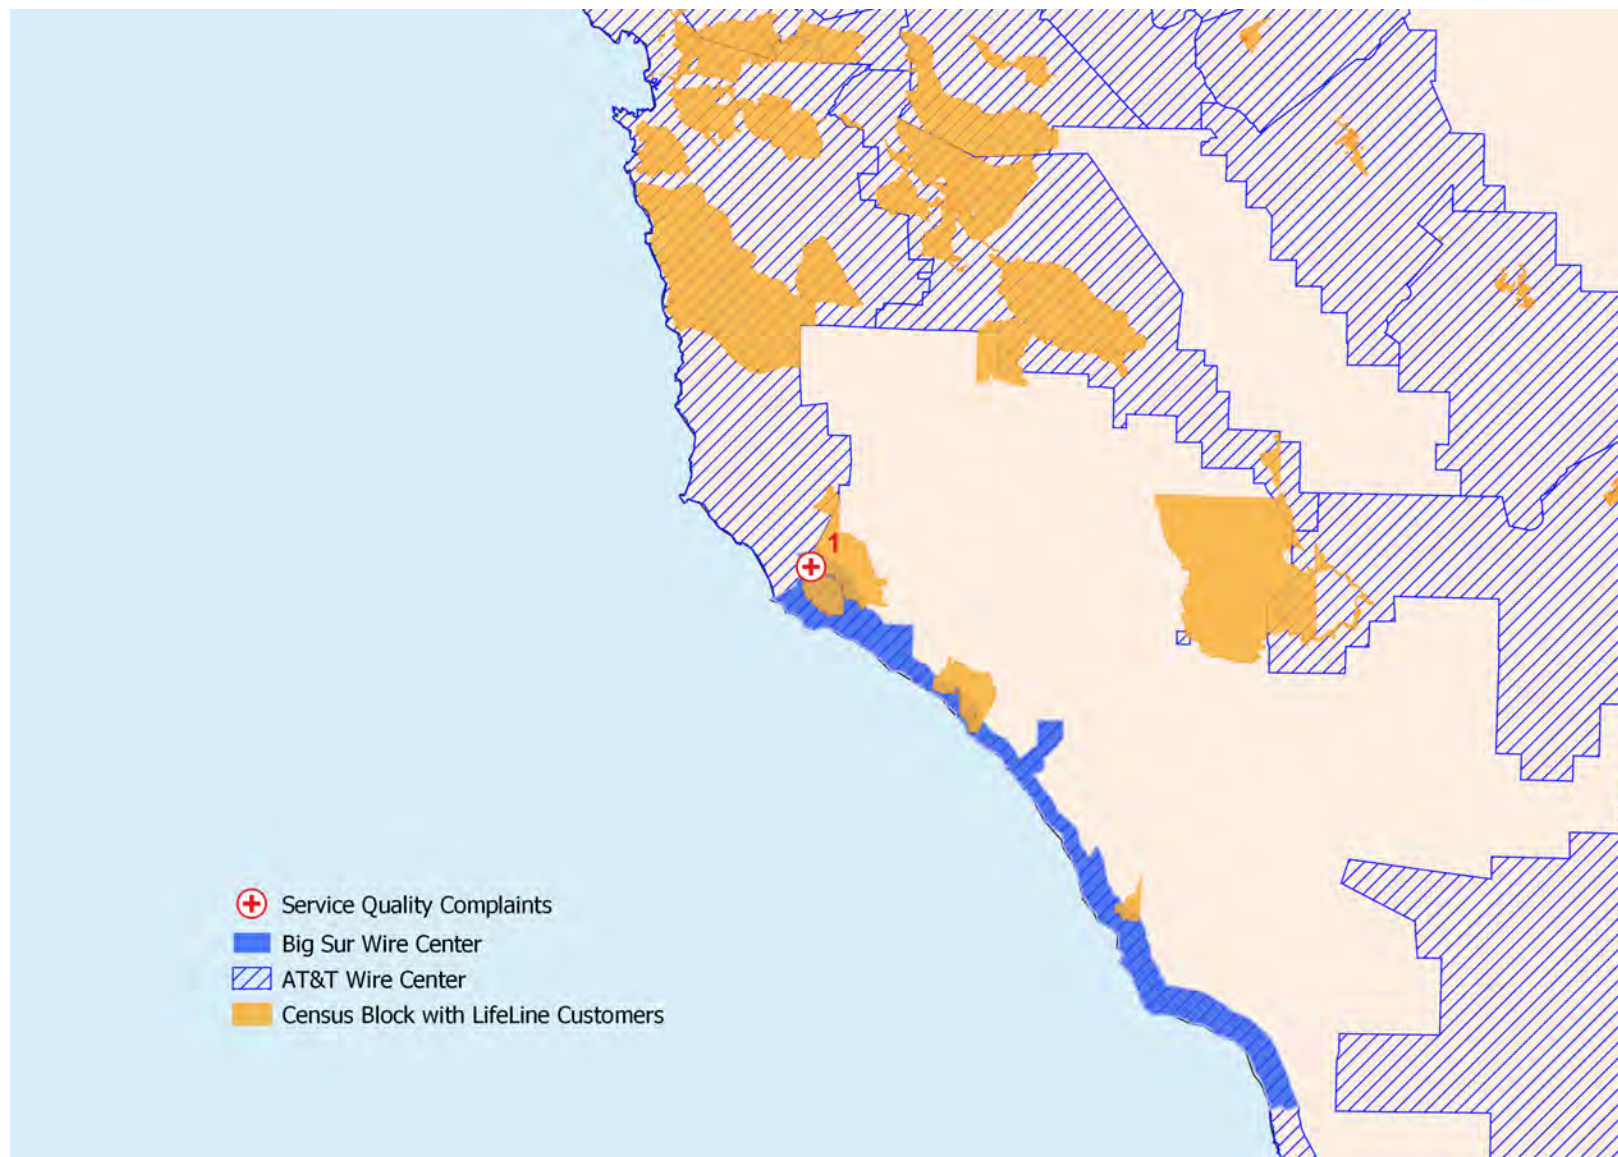 1
Service Quality Complaints
Big Sur Wire Center
AT&T Wire Center
Census Block with LifeLine Customers